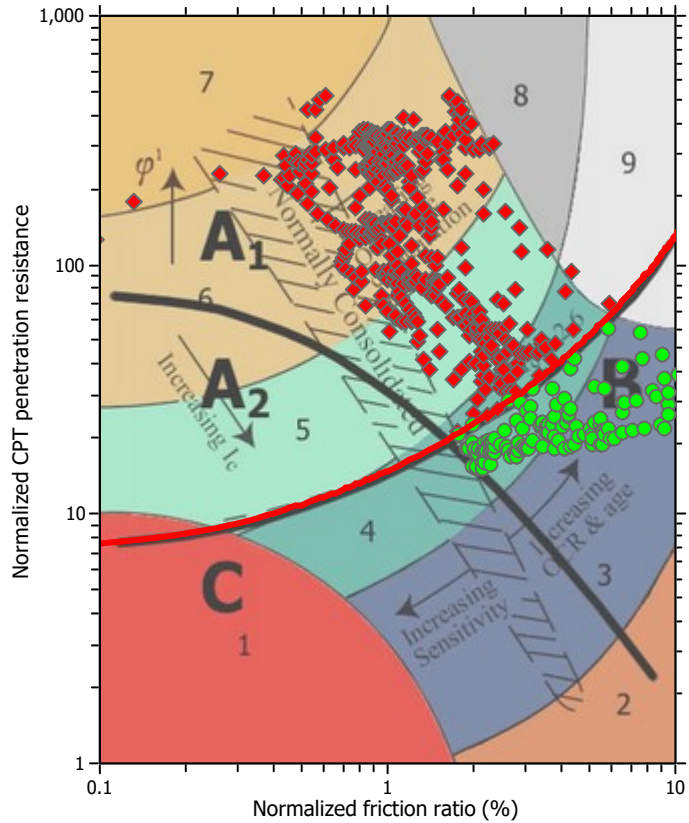 1,000
100
10
1
Normalized CPT penetration resistance
7
8
9
φ'
A1
6
A2
Increasing Ic
5
Normally Consolidated
4
B
Increasing
OCR & age
3
Increasing
Sensitivity
C
1
2
0.1
1
10
Normalized friction ratio (%)